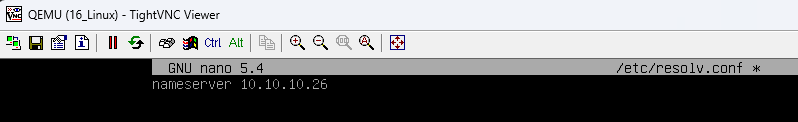 QEMU (16_Linux) - TightVNC Viewer
Ctrl Alt
GNU nano 5.4 /etc/resolv.conf *
nameserver 10.10.10.26